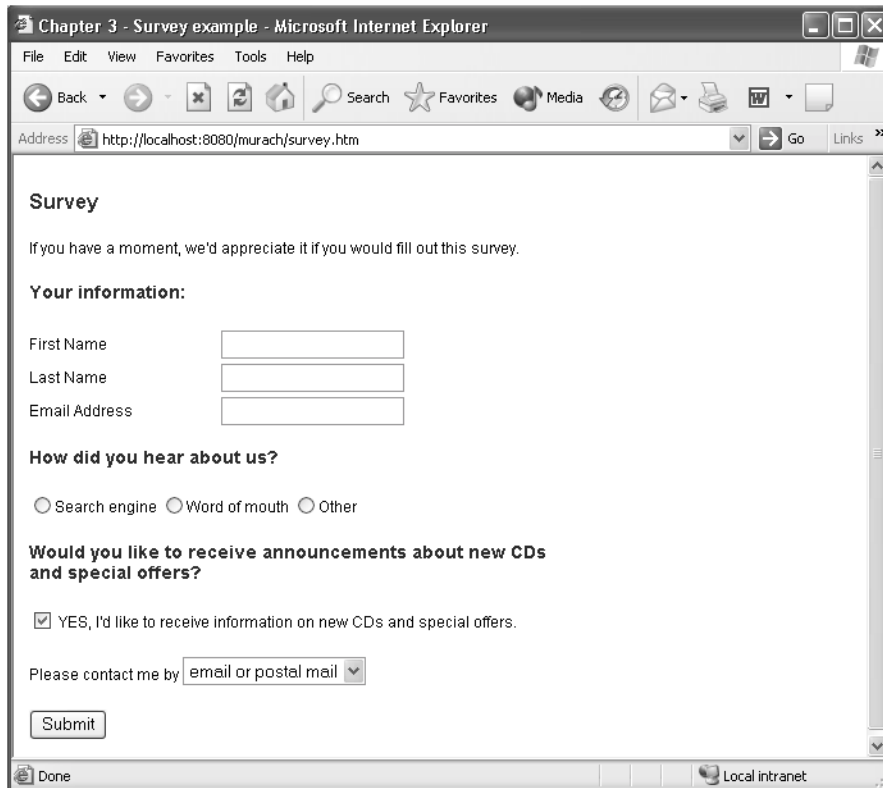 Chapter 3 - Survey example - Microsoft Internet Explorer
File Edit View Favorites Tools Help
Back Search Favorites Media W
Address http://localhost:8080/murach/survey.htm Go Links »
Survey
If you have a moment, we'd appreciate it if you would fill out this survey.
Your information:
First Name
Last Name
Email Address
How did you hear about us?
Search engine Word of mouth Other
Would you like to receive announcements about new CDs
and special offers?
YES, I'd like to receive information on new CDs and special offers.
Please contact me by email or postal mail
Submit
Done Local intranet